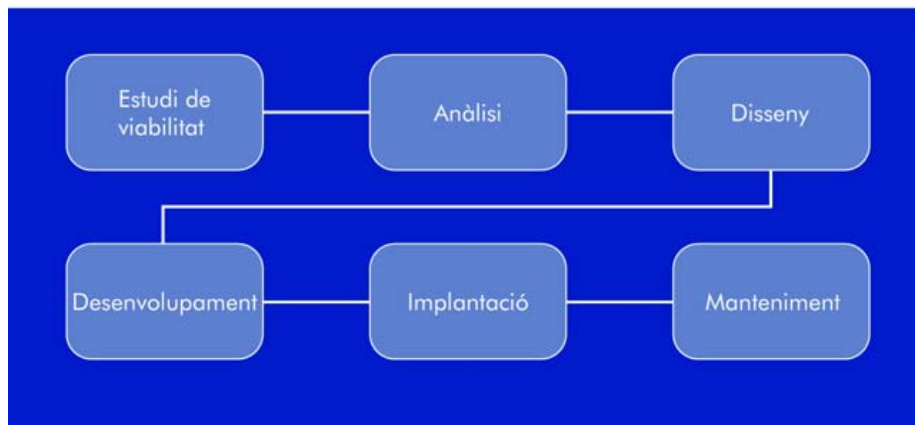 Estudi de
viabilitat
Anàlisi
Disseny
Desenvolupament
Implantació
Manteniment